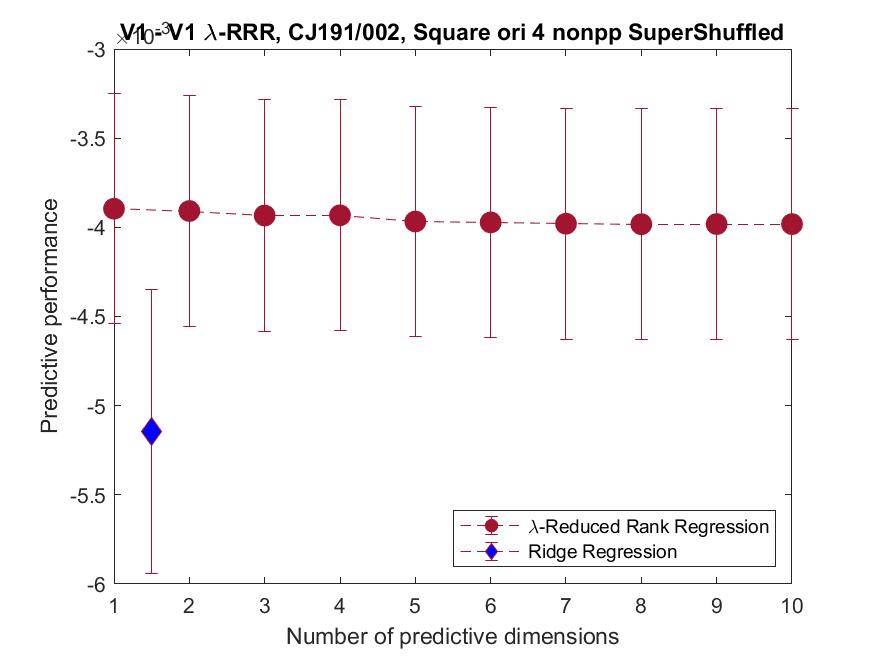 V1 - V1 λ-RRR, CJ191/002, Square ori 4 nonpp SuperShuffled
×10-3
-3
-3.5
-4
-4.5
-5
-5.5
-6
Predictive performance
1 2 3 4 5 6 7 8 9 10
Number of predictive dimensions
λ-Reduced Rank Regression
Ridge Regression